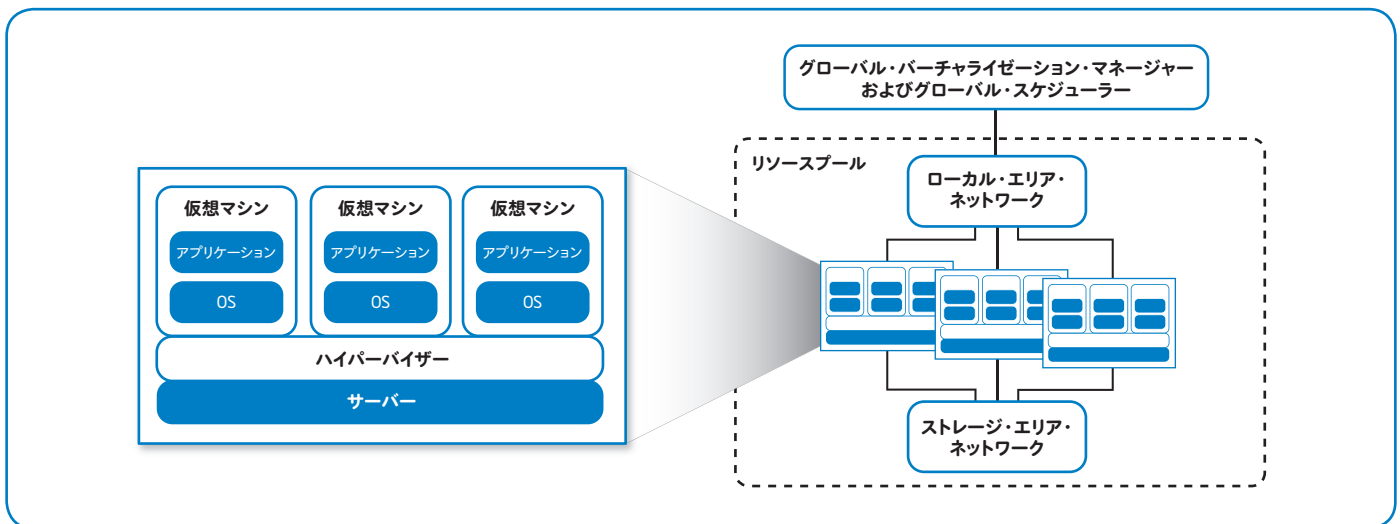 グローバル・バーチャライゼーション・マネージャー
およびグローバル・スケジューラー
リソースプール
ローカル・エリア・
ネットワーク
仮想マシン
仮想マシン
仮想マシン
アプリケーション
アプリケーション
アプリケーション
OS
OS
OS
ハイパーバイザー
サーバー
ストレージ・エリア・
ネットワーク